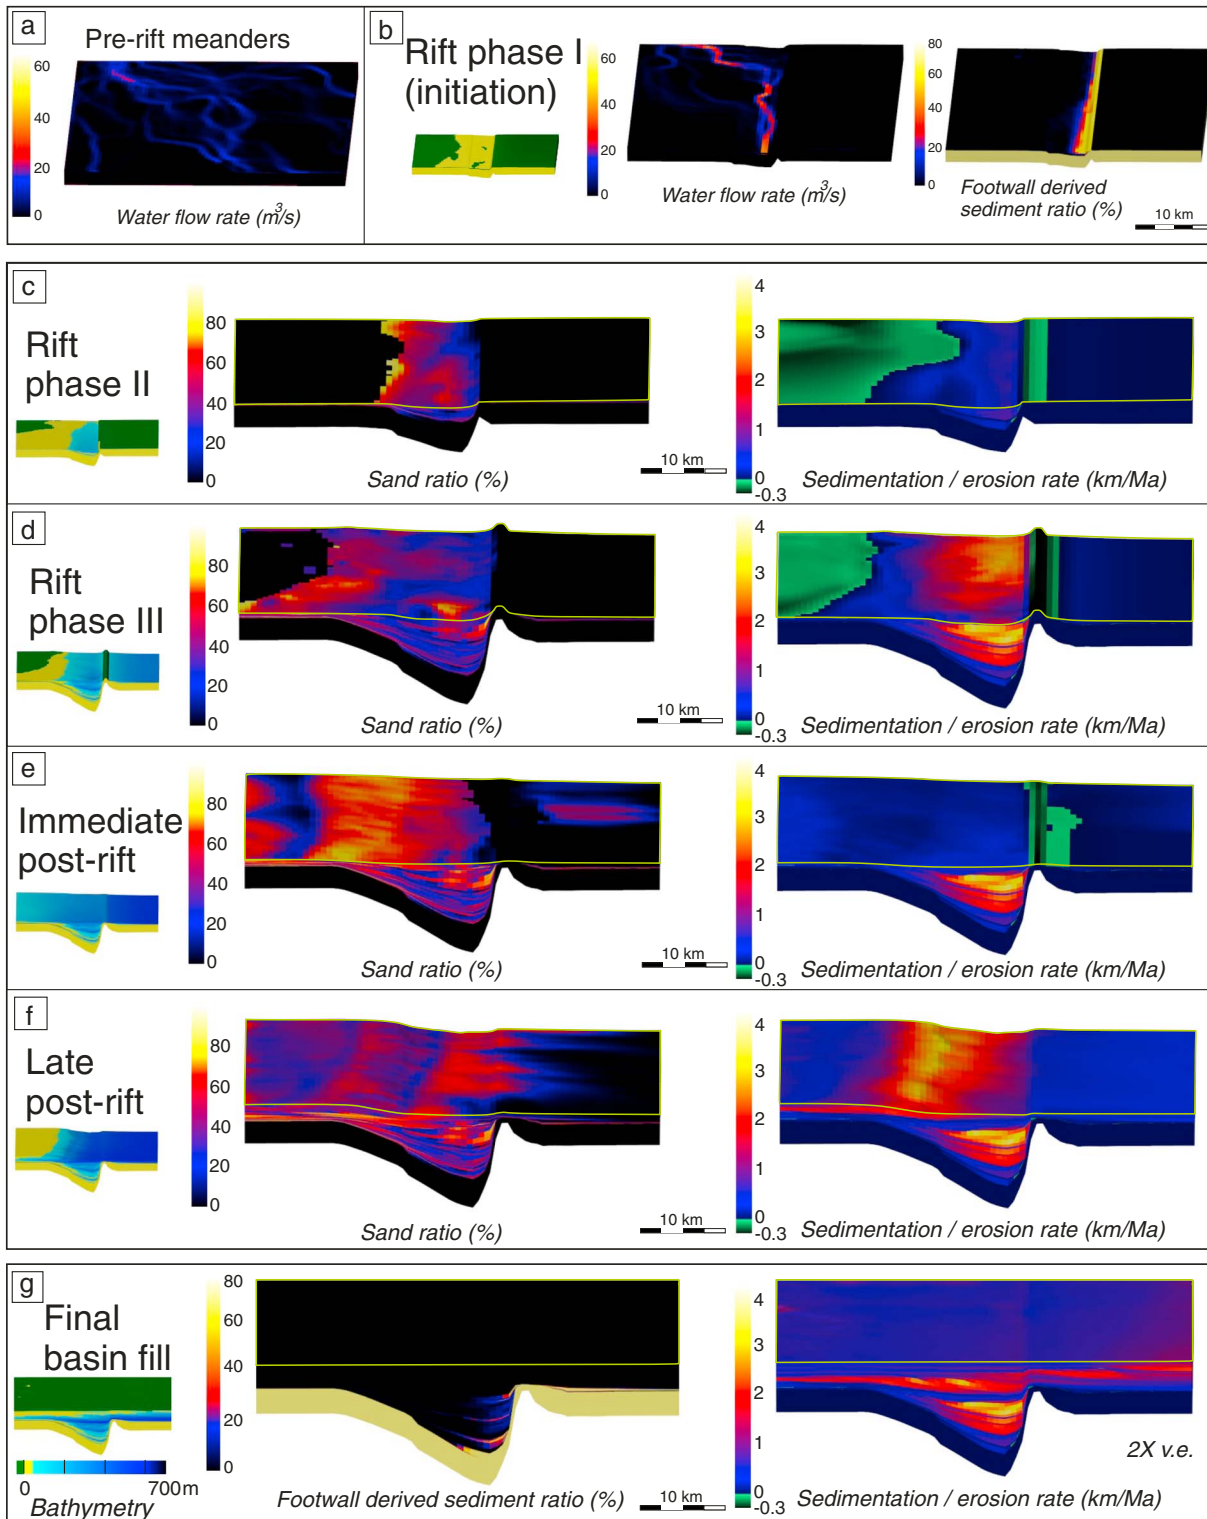 a
Pre-rift meanders
60
40
20
0
Water flow rate (m³/s)
b
Rift phase I
(initiation)
60
40
20
0
Water flow rate (m³/s)
80
60
40
20
0
Footwall derived
sediment ratio (%)
10 km
c
Rift
phase II
80
60
40
20
0
Sand ratio (%)
10 km
4
3
2
1
0
-0.3
Sedimentation / erosion rate (km/Ma)
d
Rift
phase III
80
60
40
20
0
Sand ratio (%)
10 km
4
3
2
1
0
-0.3
Sedimentation / erosion rate (km/Ma)
e
Immediate
post-rift
80
60
40
20
0
Sand ratio (%)
10 km
4
3
2
1
0
-0.3
Sedimentation / erosion rate (km/Ma)
f
Late
post-rift
80
60
40
20
0
Sand ratio (%)
10 km
4
3
2
1
0
-0.3
Sedimentation / erosion rate (km/Ma)
g
Final
basin fill
0 700m
Bathymetry
80
60
40
20
0
Footwall derived sediment ratio (%)
10 km
4
3
2
1
0
-0.3
2X v.e.
Sedimentation / erosion rate (km/Ma)